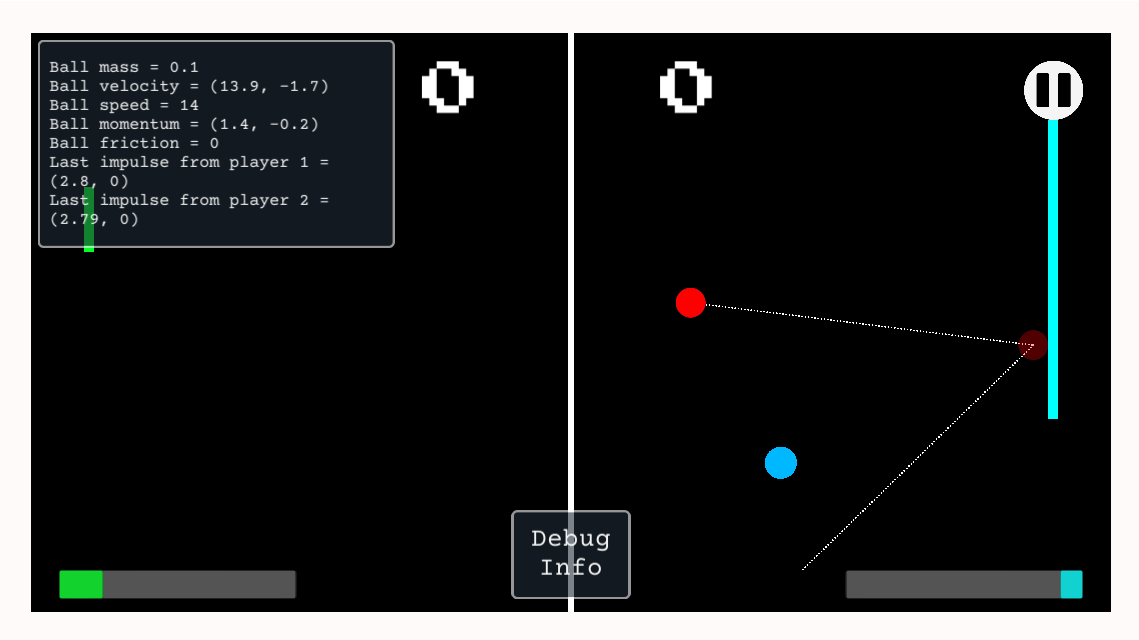 Ball mass = 0.1
Ball velocity = (13.9, -1.7)
Ball speed = 14
Ball momentum = (1.4, -0.2)
Ball friction = 0
Last impulse from player 1 =
(2.8, 0)
Last impulse from player 2 =
(2.79, 0)
0
0
Debug
Info